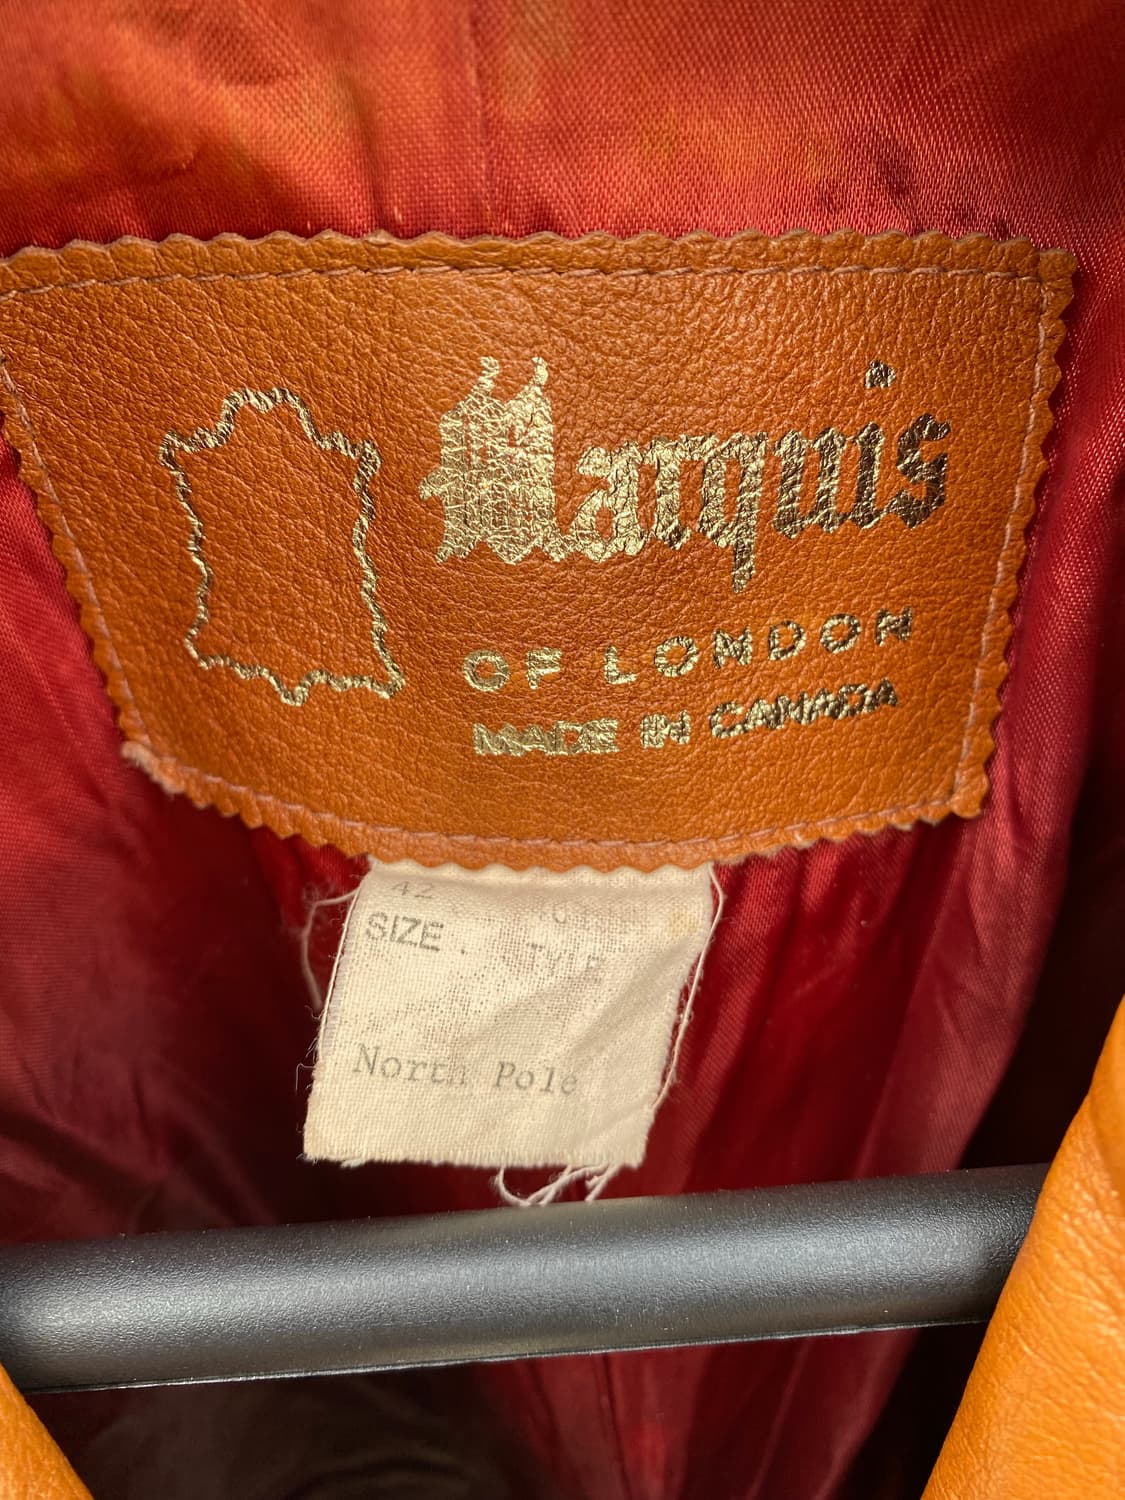 Marquis
OF LONDON
MADE IN CANADA
42
SIZE
North Pole